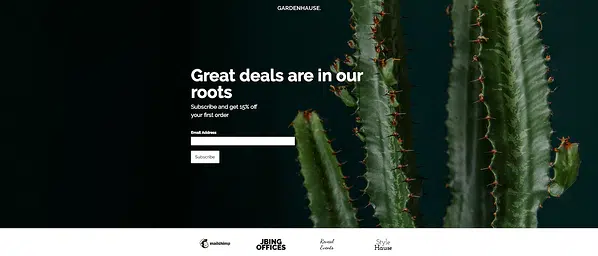 GARDENHAUSE.
Great deals are in our
roots
Subscribe and get 15% off
your first order
Email Address
Subscribe
mailchimp
JBING
OFFICES
Raveal
Events
Style
House